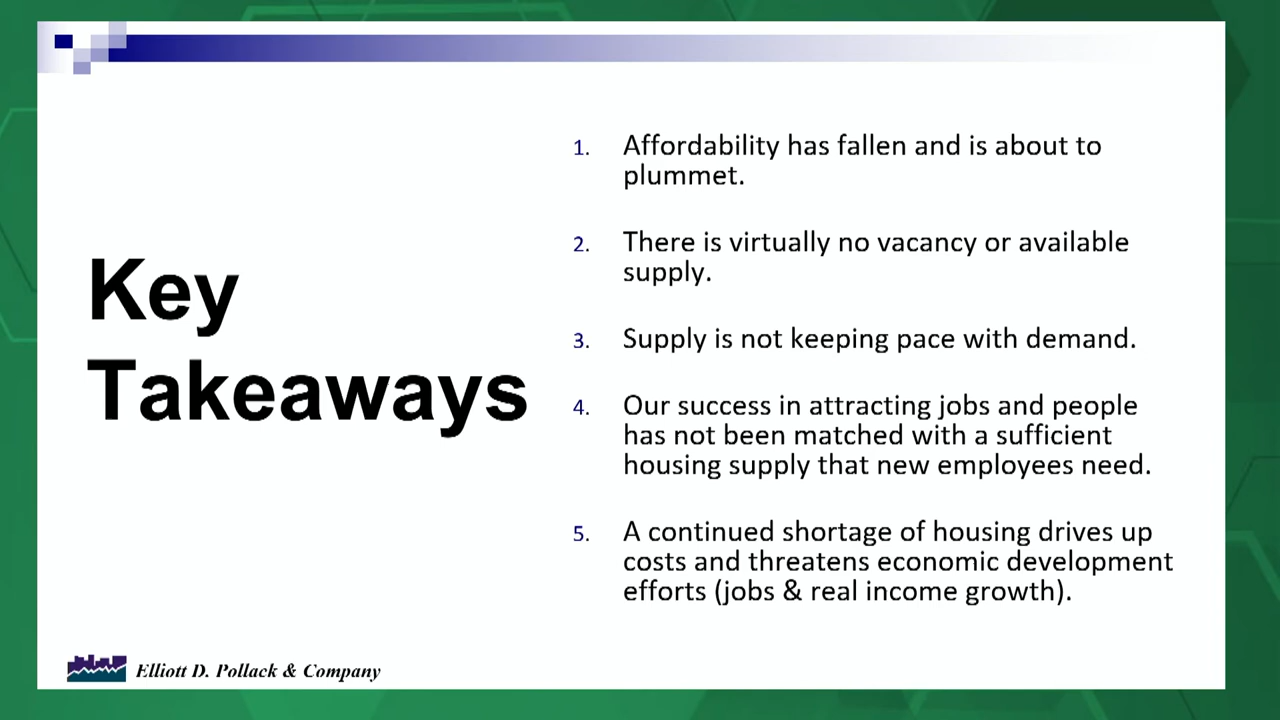 Key
Takeaways
1. Affordability has fallen and is about to
plummet.
2. There is virtually no vacancy or available
supply.
3. Supply is not keeping pace with demand.
4. Our success in attracting jobs and people
has not been matched with a sufficient
housing supply that new employees need.
5. A continued shortage of housing drives up
costs and threatens economic development
efforts (jobs & real income growth).
Elliott D. Pollack & Company